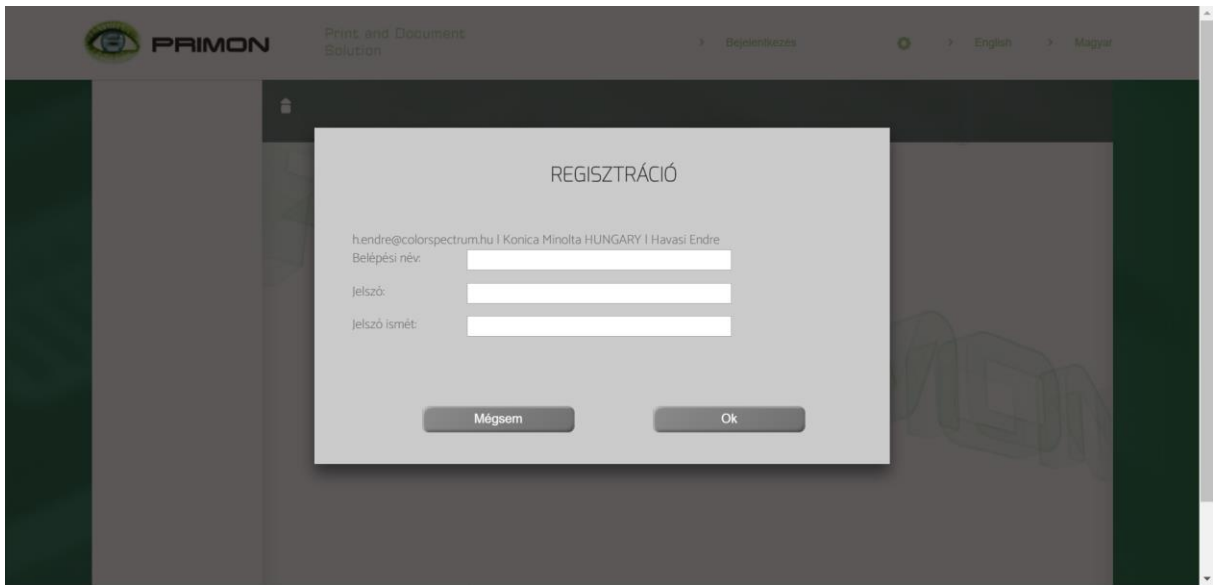 PRIMON
Print and Document
Solution
> Bejelentkezés
> English
> Magyar
REGISZTRÁCIÓ
h.endre@colorspectrum.hu | Konica Minolta HUNGARY | Havasi Endre
Belépési név:
Jelszó:
Jelszó ismét:
Mégsem
Ok